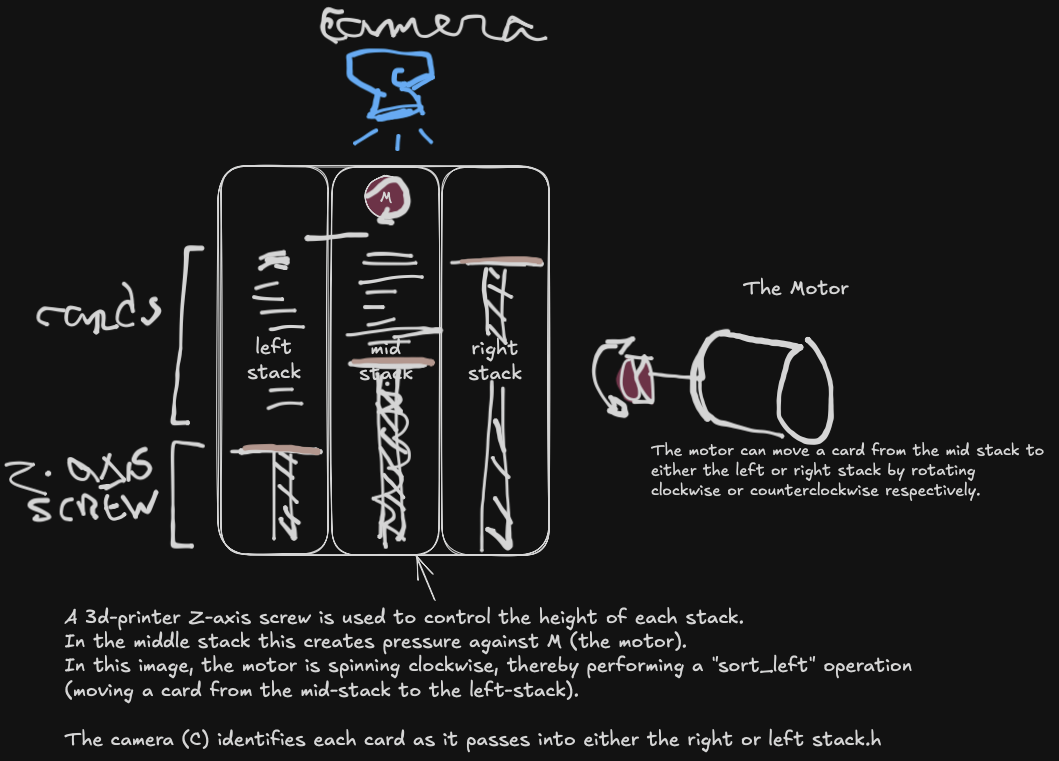 Camera
C
M
cards
left
stack
mid
stack
right
stack
The Motor
Z-axis
SCREW
The motor can move a card from the mid stack to
either the left or right stack by rotating
clockwise or counterclockwise respectively.
A 3d-printer Z-axis screw is used to control the height of each stack.
In the middle stack this creates pressure against M (the motor).
In this image, the motor is spinning clockwise, thereby performing a "sort_left" operation
(moving a card from the mid-stack to the left-stack).
The camera (C) identifies each card as it passes into either the right or left stack.h